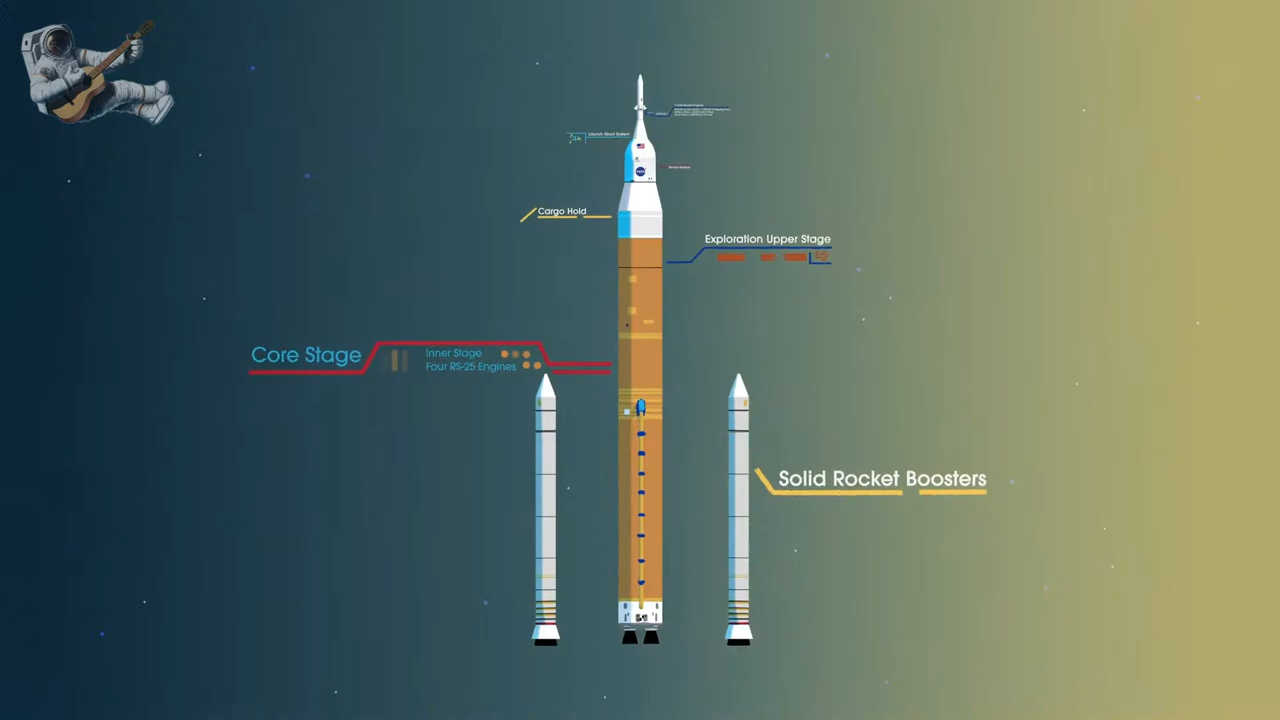 Launch Abort System
Cargo Hold
Exploration Upper Stage
Core Stage
Inner Stage
Four RS-25 Engines
Solid Rocket Boosters
NASA